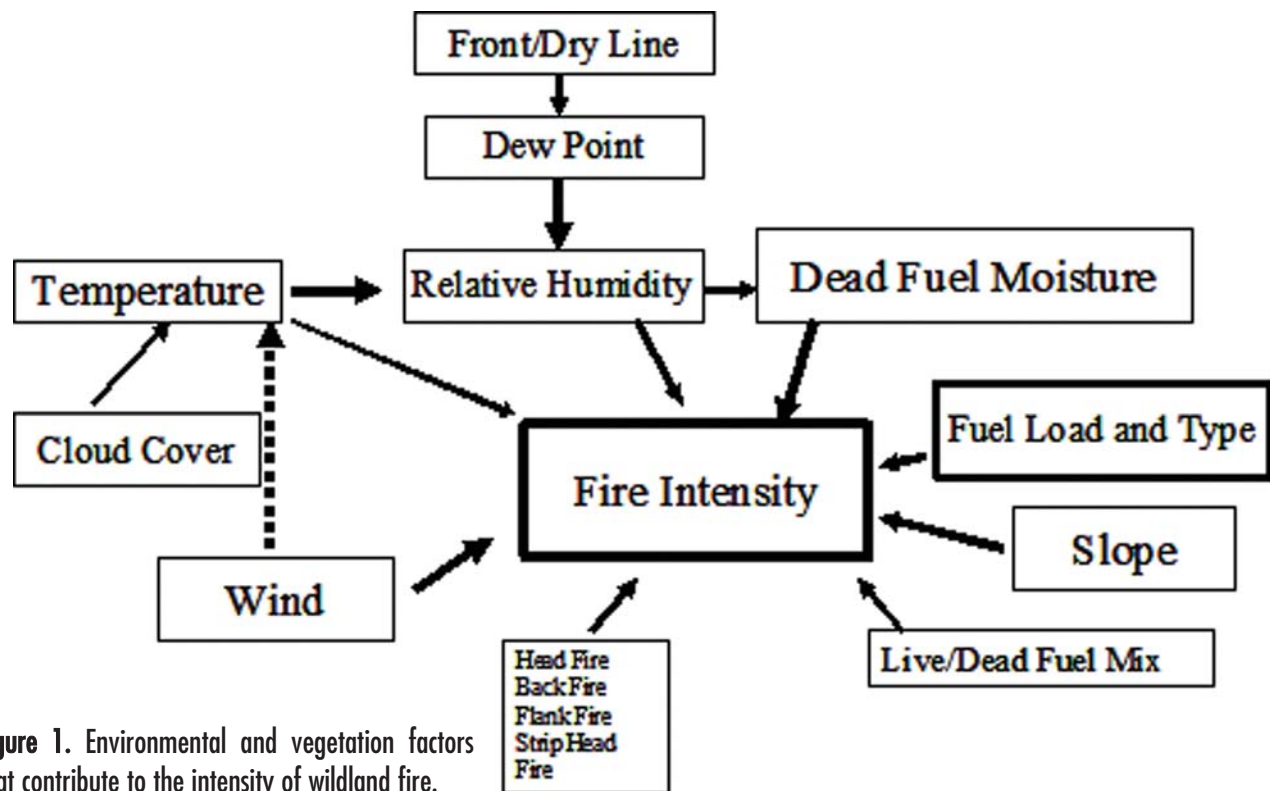 Front/Dry Line
Dew Point
Temperature
Relative Humidity
Dead Fuel Moisture
Cloud Cover
Fire Intensity
Fuel Load and Type
Wind
Slope
Head Fire
Back Fire
Flank Fire
Strip Head
Fire
Live/Dead Fuel Mix
gure 1. Environmental and vegetation factors
at contribute to the intensity of wildland fire.